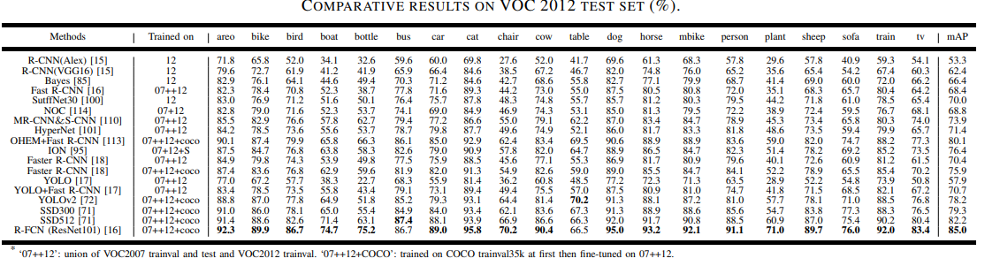 COMPARATIVE RESULTS ON VOC 2012 TEST SET (%).
Methods Trained on areo bike bird boat bottle bus car cat chair cow table dog horse mbike person plant sheep sofa train tv mAP
R-CNN(Alex) [15] 12 71.8 65.8 52.0 34.1 32.6 59.6 60.0 69.8 27.6 52.0 41.7 69.6 61.3 68.3 57.8 29.6 57.8 40.9 59.3 54.1 53.3
R-CNN(VGG16) [15] 12 79.6 72.7 61.9 41.2 41.9 65.9 66.4 84.6 38.5 67.2 46.7 82.0 74.8 76.0 65.2 35.6 65.4 54.2 67.4 60.3 62.4
Bayes [85] 12 82.9 76.1 64.1 44.6 49.4 70.3 71.2 84.6 42.7 68.6 55.8 82.7 77.1 79.9 68.7 41.4 69.0 60.0 72.0 66.2 66.4
Fast R-CNN [16] 07++12 82.3 78.4 70.8 52.3 38.7 77.8 71.6 89.3 44.2 73.0 55.0 87.5 80.5 80.8 72.0 35.1 68.3 65.7 80.4 64.2 68.4
SutffNet30 [100] 12 83.0 76.9 71.2 51.6 50.1 76.4 75.7 87.8 48.3 74.8 55.7 85.7 81.2 80.3 79.5 44.2 71.8 61.0 78.5 65.4 70.0
NOC [114] 07+12 82.8 79.0 71.6 52.3 53.7 74.1 69.0 84.9 46.9 74.3 53.1 85.0 81.3 79.5 72.2 38.9 72.4 59.5 76.7 68.1 68.8
MR-CNN&S-CNN [110] 07++12 85.5 82.9 76.6 57.8 62.7 79.4 77.2 86.6 55.0 79.1 62.2 87.0 83.4 84.7 78.9 45.3 73.4 65.8 80.3 74.0 73.9
HyperNet [101] 07++12 84.2 78.5 73.6 55.6 53.7 78.7 79.8 87.7 49.6 74.9 52.1 86.0 81.7 83.3 81.8 48.6 73.5 59.4 79.9 65.7 71.4
OHEM+Fast R-CNN [113] 07++12+coco 90.1 87.4 79.9 65.8 66.3 86.1 85.0 92.9 62.4 83.4 69.5 90.6 88.9 88.9 83.6 59.0 82.0 74.7 88.2 77.3 80.1
ION [95] 07+12+S 87.5 84.7 76.8 63.8 58.3 82.6 79.0 90.9 57.8 82.0 64.7 88.9 86.5 84.7 82.3 51.4 78.2 69.2 85.2 73.5 76.4
Faster R-CNN [18] 07++12 84.9 79.8 74.3 53.9 49.8 77.5 75.9 88.5 45.6 77.1 55.3 86.9 81.7 80.9 79.6 40.1 72.6 60.9 81.2 61.5 70.4
Faster R-CNN [18] 07++12+coco 87.4 83.6 76.8 62.9 59.6 81.9 82.0 91.3 54.9 82.6 59.0 89.0 85.5 84.7 84.1 52.2 78.9 65.5 85.4 70.2 75.9
YOLO [17] 07++12 77.0 67.2 57.7 38.3 22.7 68.3 55.9 81.4 36.2 60.8 48.5 77.2 72.3 71.3 63.5 28.9 52.2 54.8 73.9 50.8 57.9
YOLO+Fast R-CNN [17] 07++12 83.4 78.5 73.5 55.8 43.4 79.1 73.1 89.4 49.4 75.5 57.0 87.5 80.9 81.0 74.7 41.8 71.5 68.5 82.1 67.2 70.7
YOLOv2 [72] 07++12+coco 88.8 87.0 77.8 64.9 51.8 85.2 79.3 93.1 64.4 81.4 70.2 91.3 88.1 87.2 81.0 57.7 78.1 71.0 88.5 76.8 78.2
SSD300 [71] 07++12+coco 91.0 86.0 78.1 65.0 55.4 84.9 84.0 93.4 62.1 83.6 67.3 91.3 88.9 88.6 85.6 54.7 83.8 77.3 88.3 76.5 79.3
SSD512 [71] 07++12+coco 91.4 88.6 82.6 71.4 63.1 87.4 88.1 93.9 66.9 86.6 66.3 92.0 91.7 90.8 88.5 60.9 87.0 75.4 90.2 80.4 82.2
R-FCN (ResNet101) [16] 07++12+coco 92.3 89.9 86.7 74.7 75.2 86.7 89.0 95.8 70.2 90.4 66.5 95.0 93.2 92.1 91.1 71.0 89.7 76.0 92.0 83.4 85.0
* '07++12': union of VOC2007 trainval and test and VOC2012 trainval. '07++12+COCO': trained on COCO trainval35k at first then fine-tuned on 07++12.